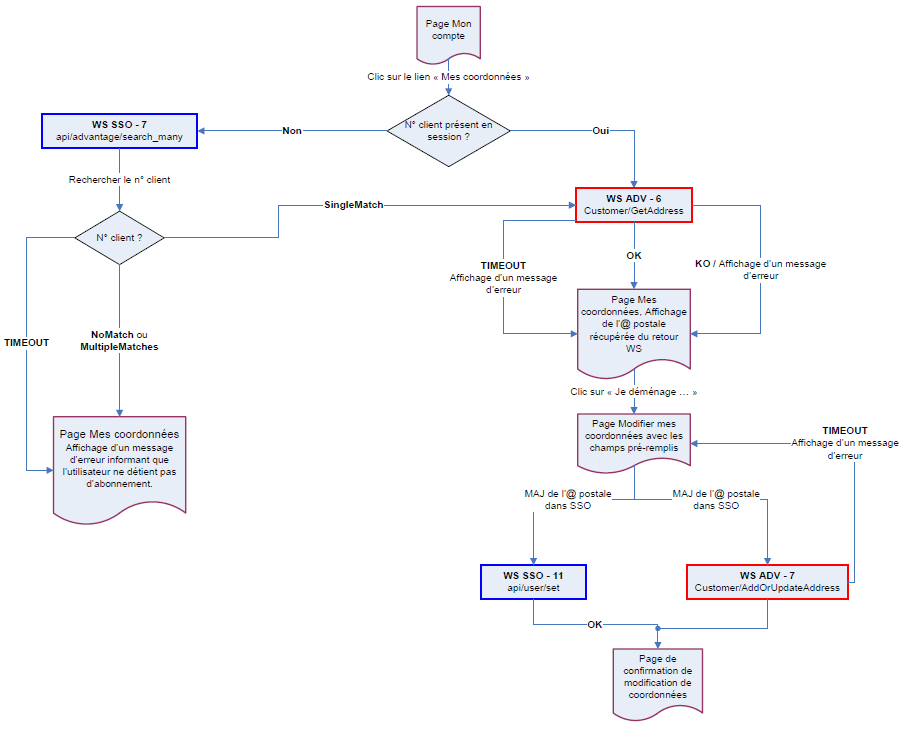 Page Mon
compte
Clic sur le lien « Mes coordonnées »
N° client présent en
session ?
Non
Oui
WS SSO - 7
api/advantage/search_many
Rechercher le n° client
N° client ?
SingleMatch
TIMEOUT
NoMatch ou
MultipleMatches
Page Mes coordonnées
Affichage d'un message
d'erreur informant que
l'utilisateur ne détient pas
d'abonnement.
WS ADV - 6
Customer/GetAddress
TIMEOUT
Affichage d'un message
d'erreur
OK
KO / Affichage d'un message
d'erreur
Page Mes
coordonnées, Affichage
de l'@ postale
récupérée du retour
WS
Clic sur « Je déménage ... »
Page Modifier mes
coordonnées avec les
champs pré-remplis
TIMEOUT
Affichage d'un message
d'erreur
MAJ de l'@ postale
dans SSO
MAJ de l'@ postale
dans SSO
WS SSO - 11
api/user/set
WS ADV - 7
Customer/AddOrUpdateAddress
OK
Page de
confirmation de
modification de
coordonnées